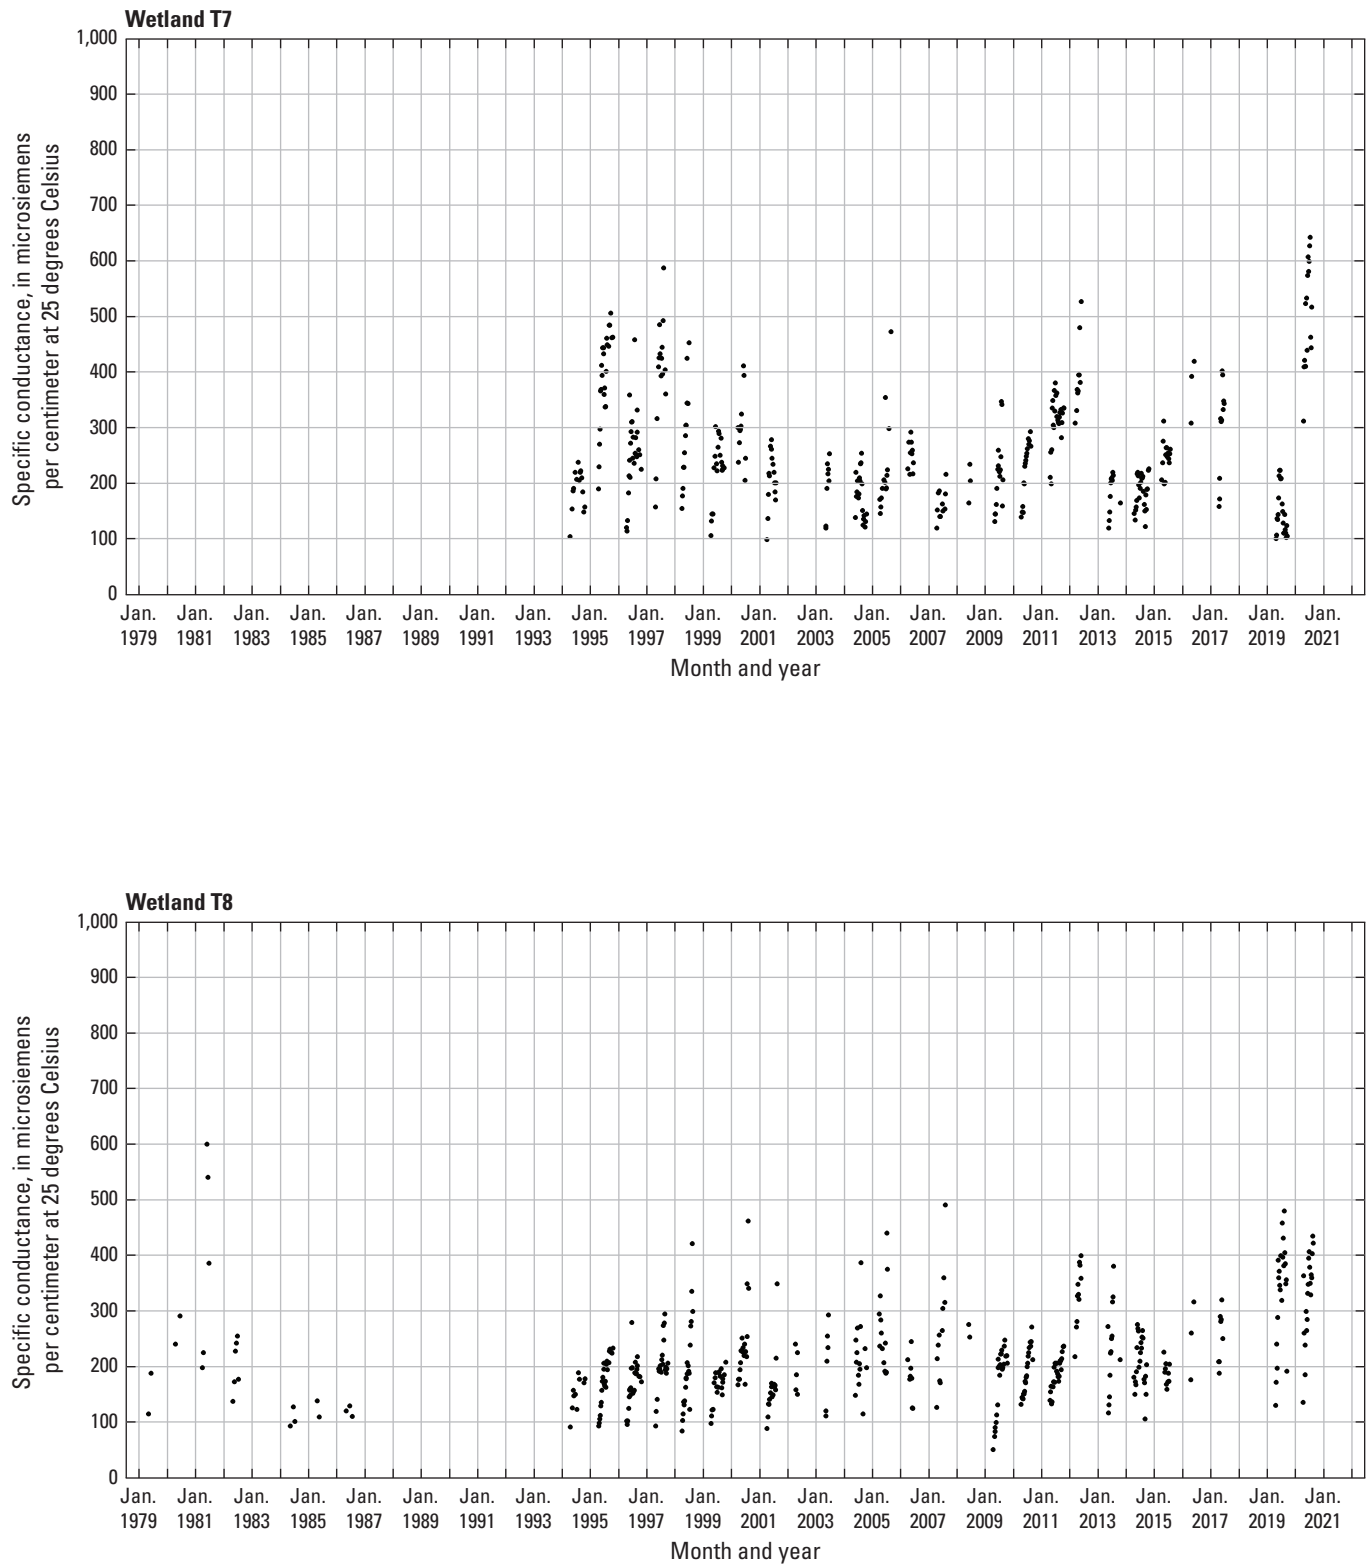 Wetland T7
1,000
900
800
700
600
500
400
300
200
100
0
Specific conductance, in microsiemens
per centimeter at 25 degrees Celsius
Jan. Jan. Jan. Jan. Jan. Jan. Jan. Jan. Jan. Jan. Jan. Jan. Jan. Jan. Jan. Jan. Jan. Jan. Jan. Jan. Jan. Jan.
1979 1981 1983 1985 1987 1989 1991 1993 1995 1997 1999 2001 2003 2005 2007 2009 2011 2013 2015 2017 2019 2021
Month and year
Wetland T8
1,000
900
800
700
600
500
400
300
200
100
0
Specific conductance, in microsiemens
per centimeter at 25 degrees Celsius
Jan. Jan. Jan. Jan. Jan. Jan. Jan. Jan. Jan. Jan. Jan. Jan. Jan. Jan. Jan. Jan. Jan. Jan. Jan. Jan. Jan. Jan.
1979 1981 1983 1985 1987 1989 1991 1993 1995 1997 1999 2001 2003 2005 2007 2009 2011 2013 2015 2017 2019 2021
Month and year